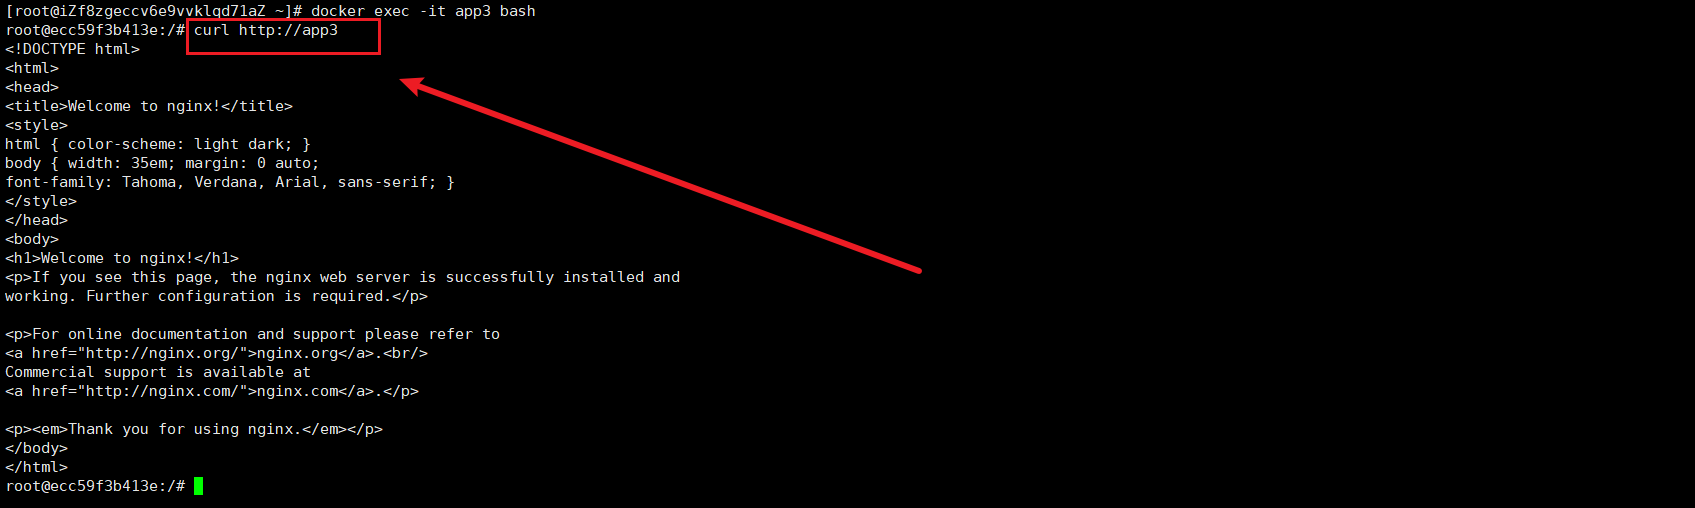 [root@iZf8zgeccv6e9vvklqd71aZ ~]# docker exec -it app3 bash
root@ecc59f3b413e:/# curl http://app3
<!DOCTYPE html>
<html>
<head>
<title>Welcome to nginx!</title>
<style>
html { color-scheme: light dark; }
body { width: 35em; margin: 0 auto;
font-family: Tahoma, Verdana, Arial, sans-serif; }
</style>
</head>
<body>
<h1>Welcome to nginx!</h1>
<p>If you see this page, the nginx web server is successfully installed and
working. Further configuration is required.</p>

<p>For online documentation and support please refer to
<a href="http://nginx.org/">nginx.org</a>.<br/>
Commercial support is available at
<a href="http://nginx.com/">nginx.com</a>.</p>

<p><em>Thank you for using nginx.</em></p>
</body>
</html>
root@ecc59f3b413e:/#